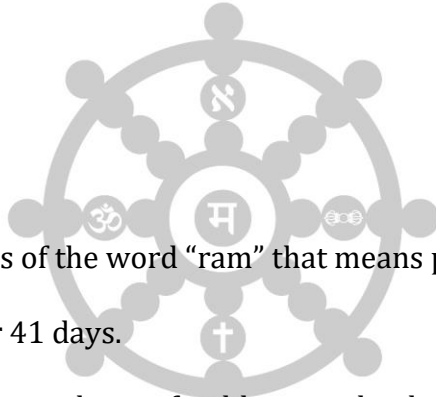 א
ॐ म
s of the word “ram” that means p
r 41 days.